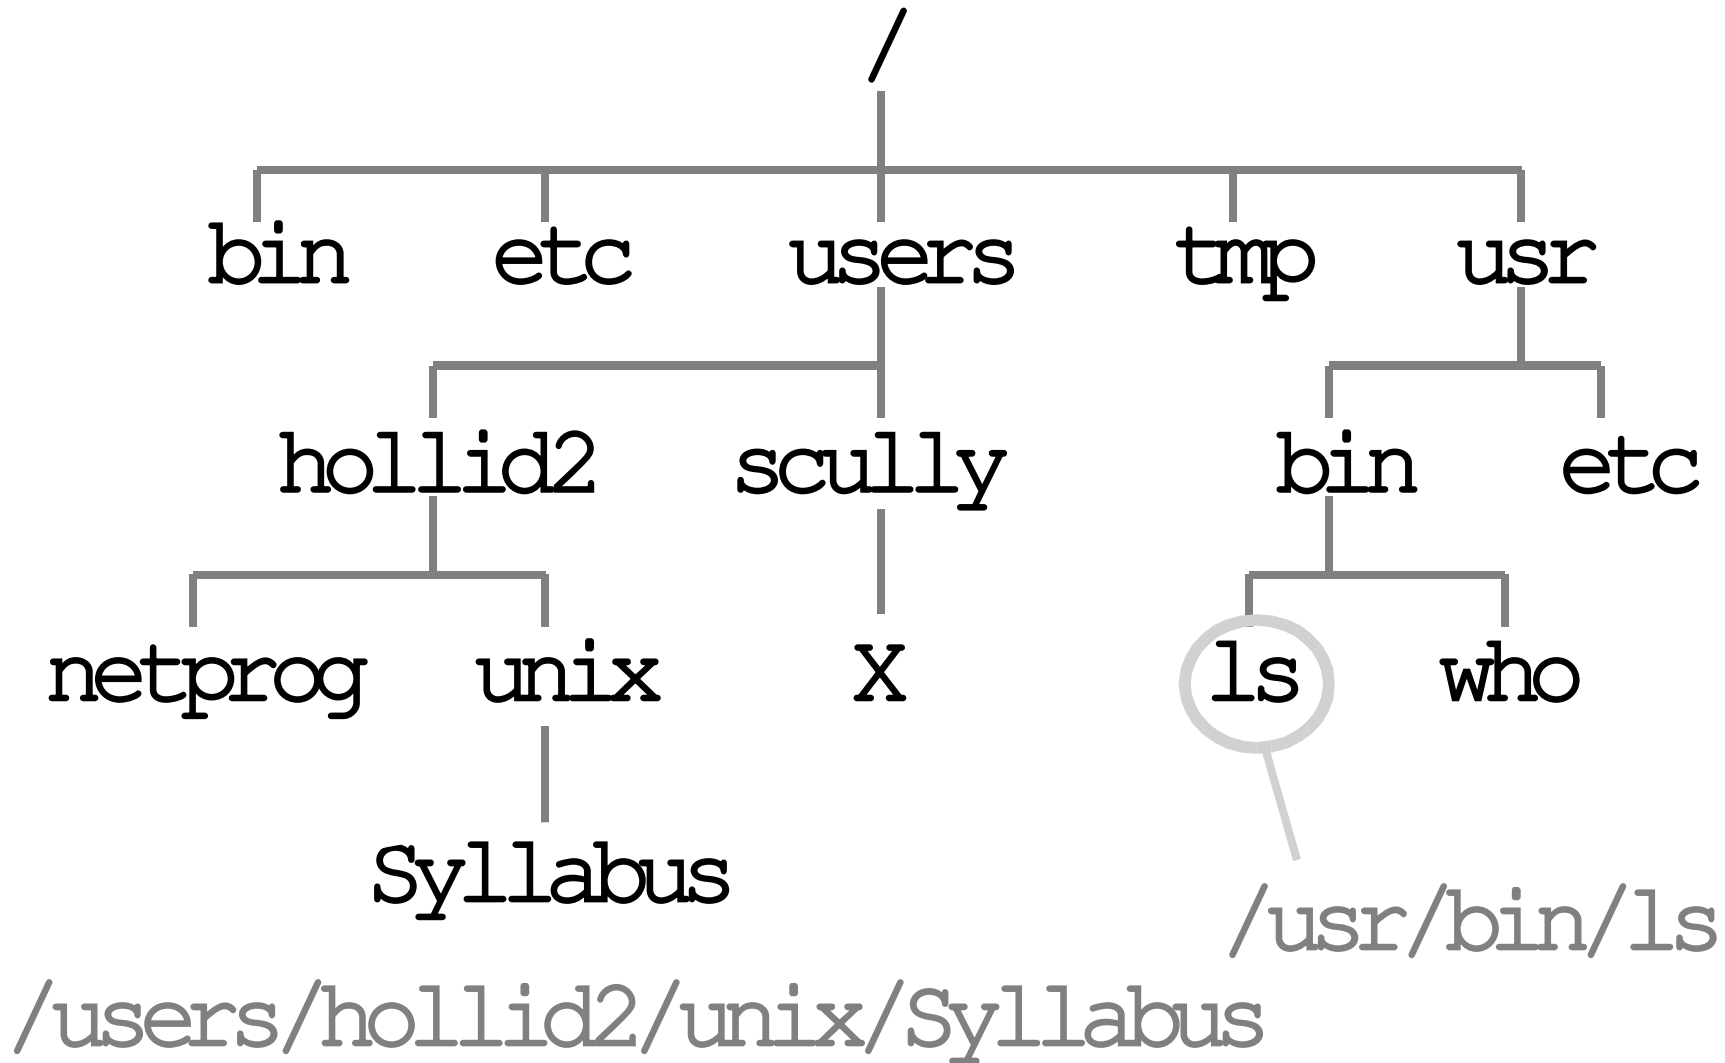 /
bin etc users tmp usr
hollid2 scully bin etc
netprog unix X ls who
Syllabus
/usr/bin/ls
/users/hollid2/unix/Syllabus